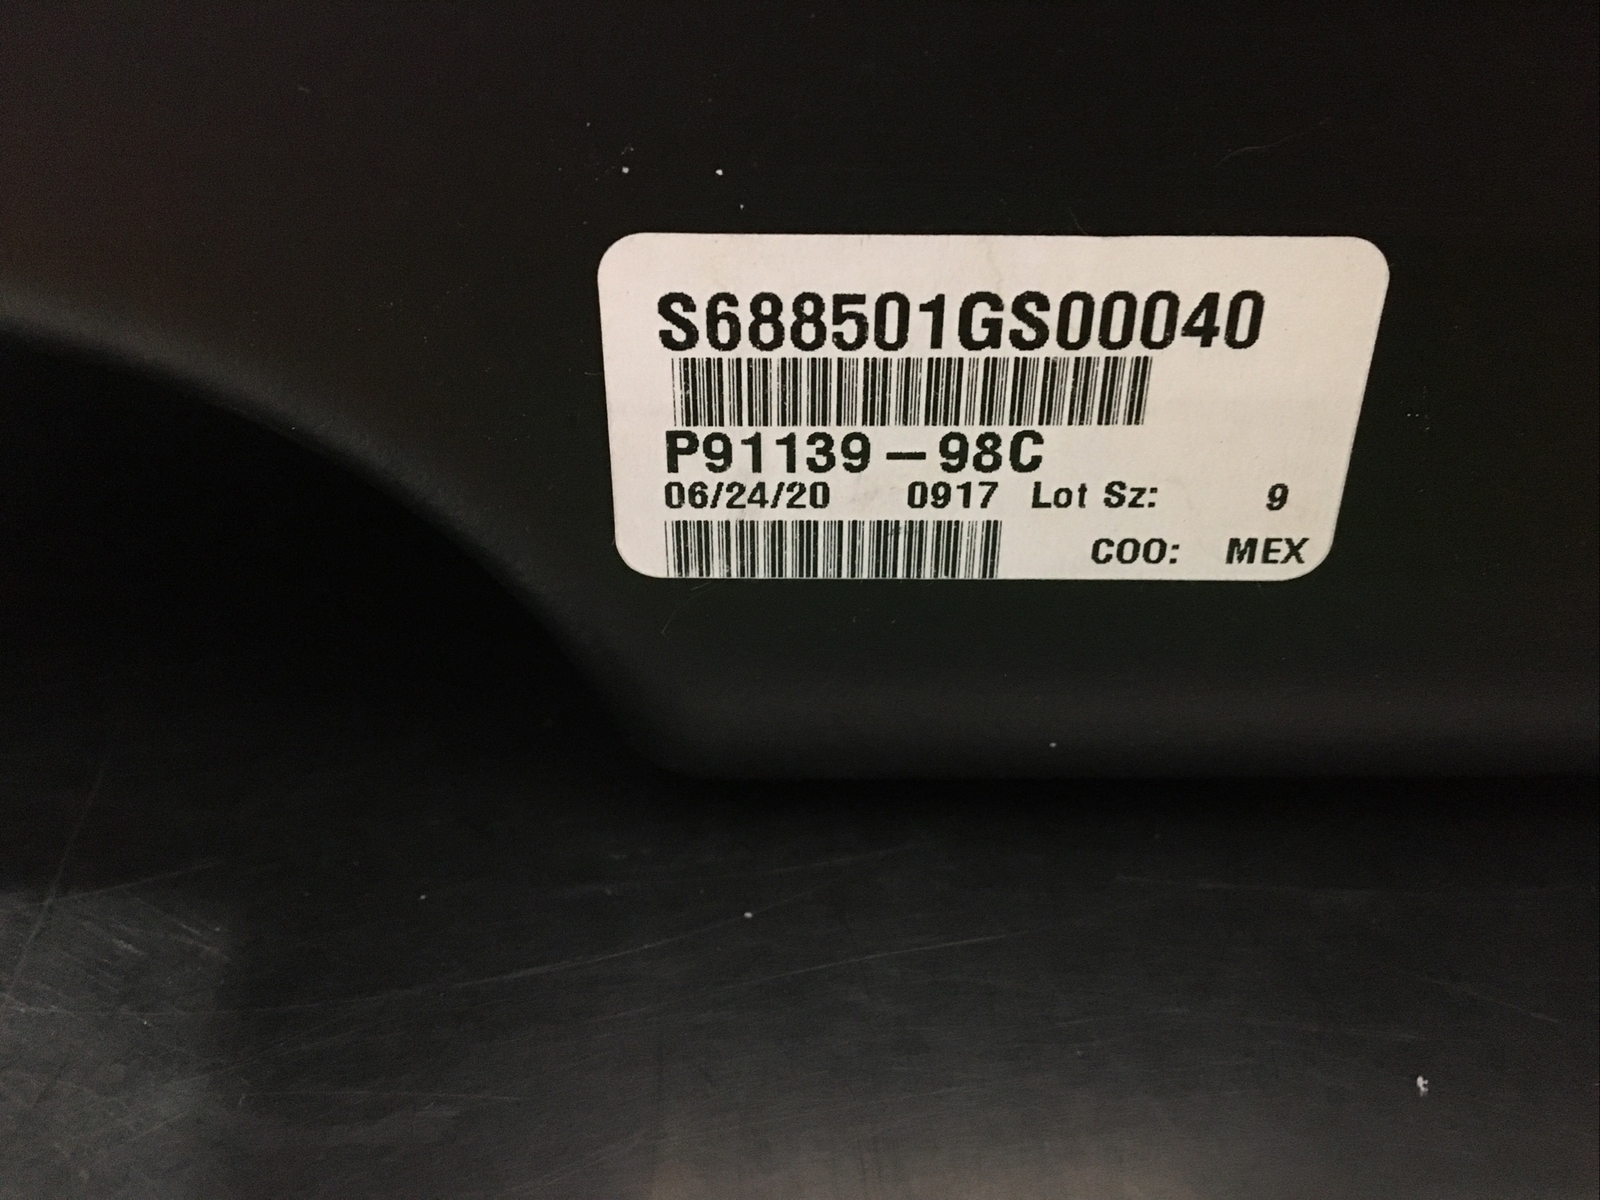 S688501GS00040
P91139-98C
06/24/20 0917 Lot Sz: 9
COO: MEX